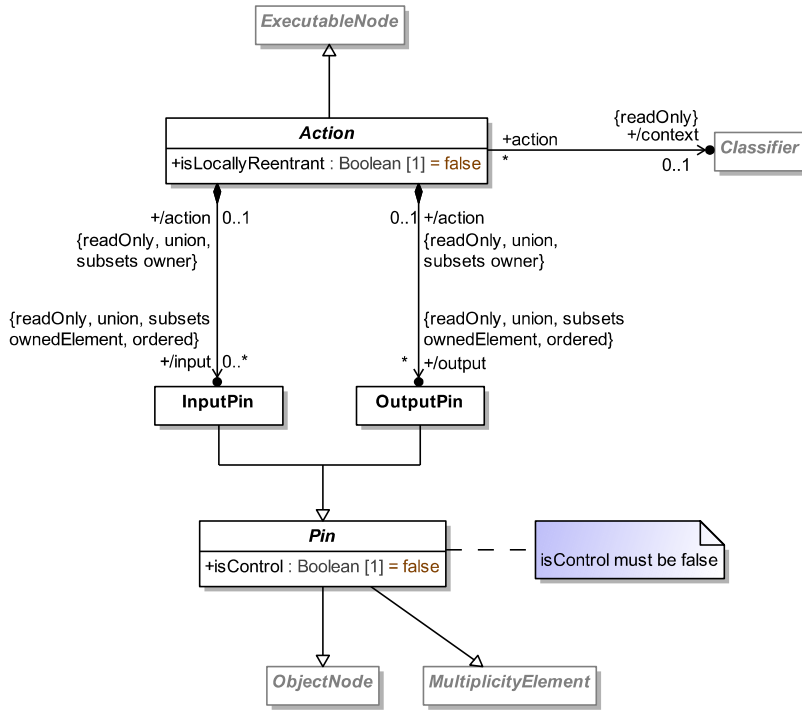 ExecutableNode
Action
+isLocallyReentrant : Boolean [1] = false
+action
*
{readOnly}
+/context
0..1
Classifier
+/action
0..1
{readOnly, union,
subsets owner}
0..1
+/action
{readOnly, union,
subsets owner}
{readOnly, union, subsets
ownedElement, ordered}
+/input
0..*
{readOnly, union, subsets
ownedElement, ordered}
*
+/output
InputPin
OutputPin
Pin
+isControl : Boolean [1] = false
isControl must be false
ObjectNode
MultiplicityElement